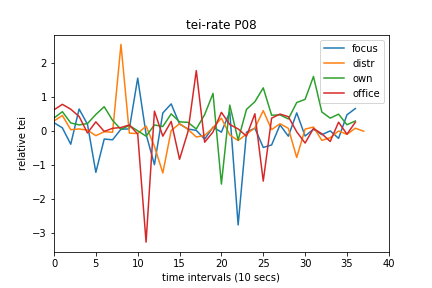 tei-rate P08
focus
distr
own
office
relative tei
2
1
0
−1
−2
−3
0 5 10 15 20 25 30 35 40
time intervals (10 secs)